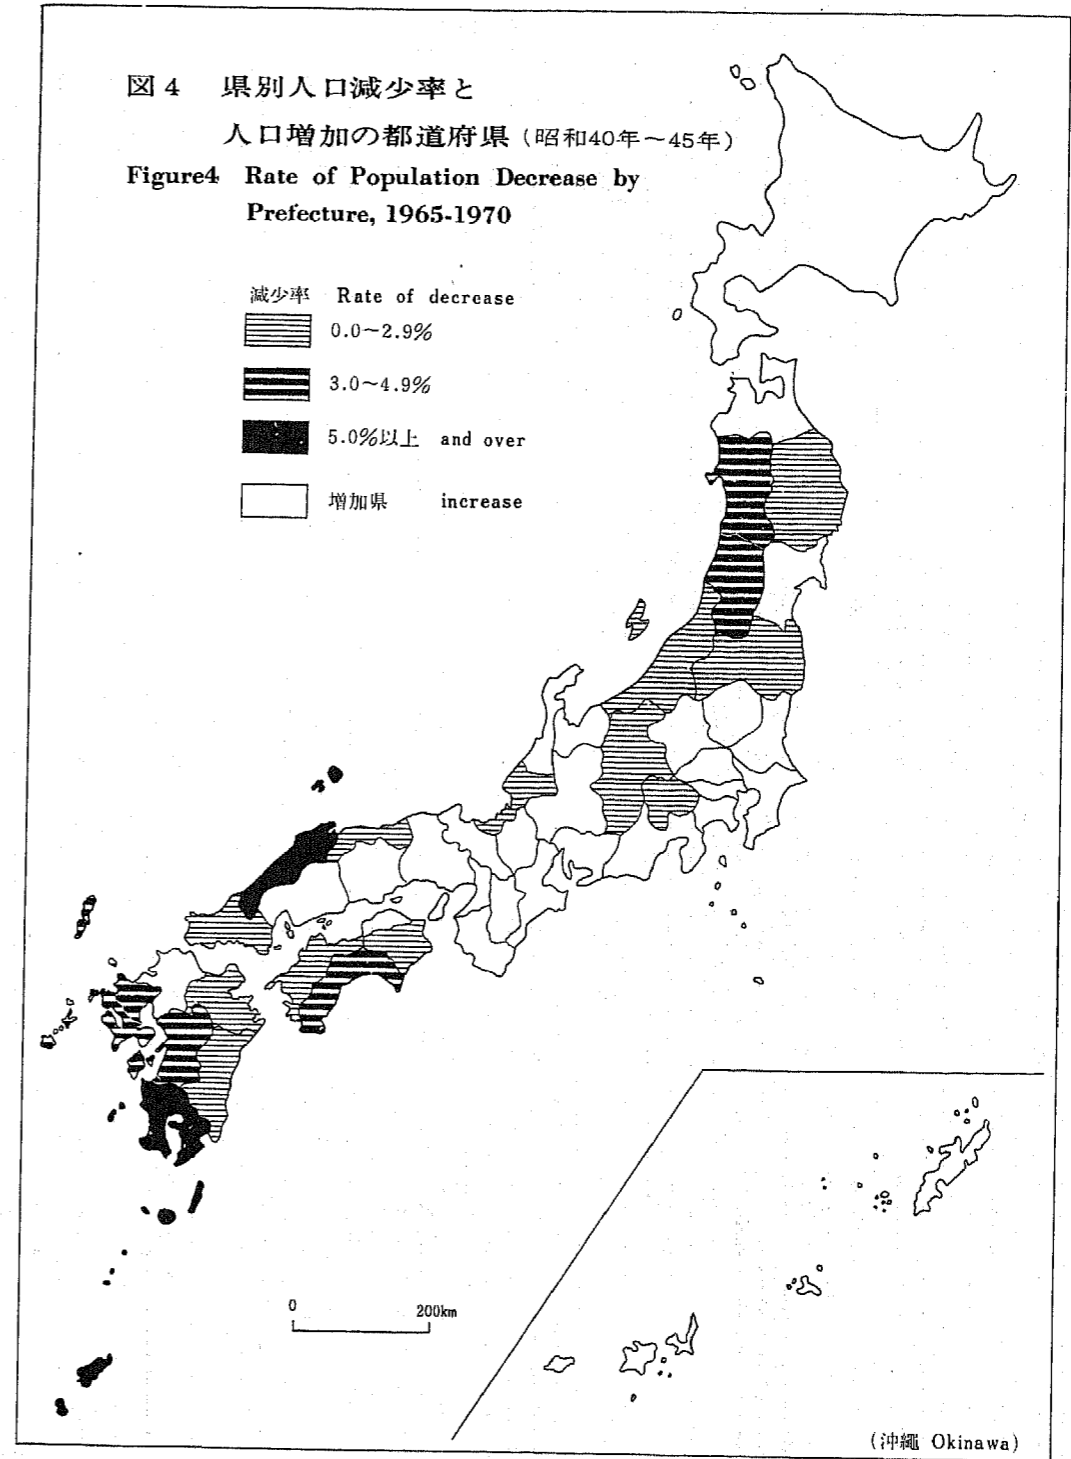 図4 県別人口減少率と
人口増加の都道府県(昭和40年～45年)
Figure4 Rate of Population Decrease by
Prefecture, 1965-1970
減少率 Rate of decrease
0.0～2.9%
3.0～4.9%
5.0%以上 and over
増加県 increase
0 200km
(沖縄 Okinawa)